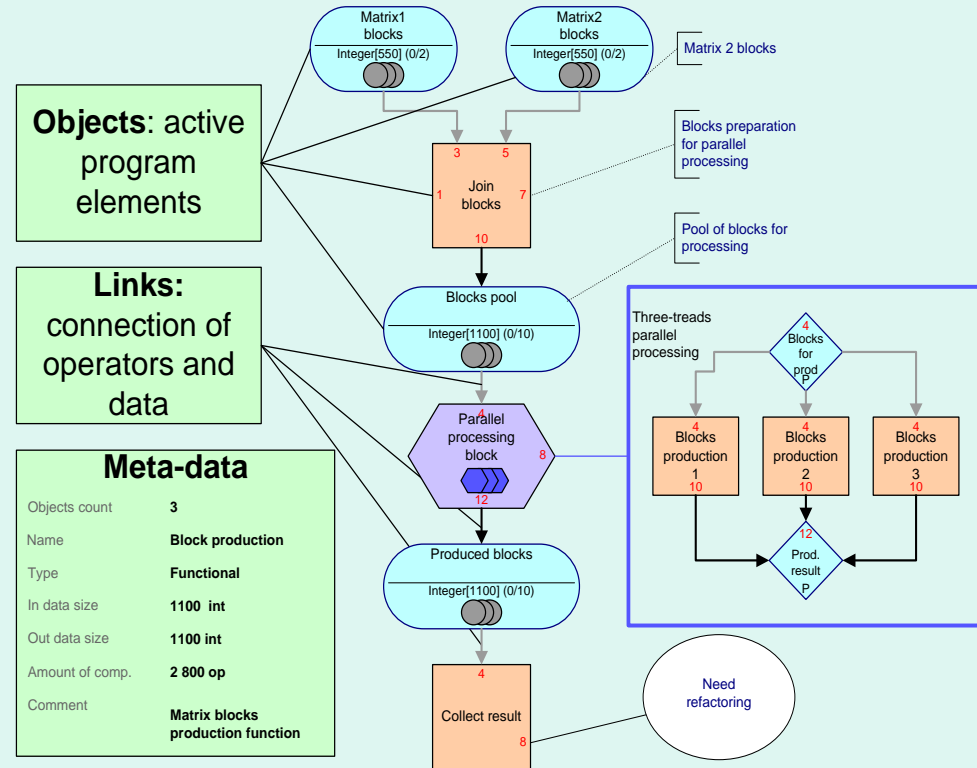 Matrix1
blocks
Integer[550] (0/2)
Matrix2
blocks
Integer[550] (0/2)
Matrix 2 blocks
Objects: active
program
elements
3
5
1
Join
blocks
7
10
Blocks preparation
for parallel
processing
Pool of blocks for
processing
Links:
connection of
operators and
data
Blocks pool
Integer[1100] (0/10)
4
Parallel
processing
block
8
12
Three-treads
parallel
processing
4
Blocks
for
prod
P
4
Blocks
production
1
10
4
Blocks
production
2
10
4
Blocks
production
3
10
12
Prod.
result
P
Meta-data
Objects count 3
Name Block production
Type Functional
In data size 1100 int
Out data size 1100 int
Amount of comp. 2 800 op
Comment Matrix blocks
production function
Produced blocks
Integer[1100] (0/10)
4
Collect result
8
Need
refactoring